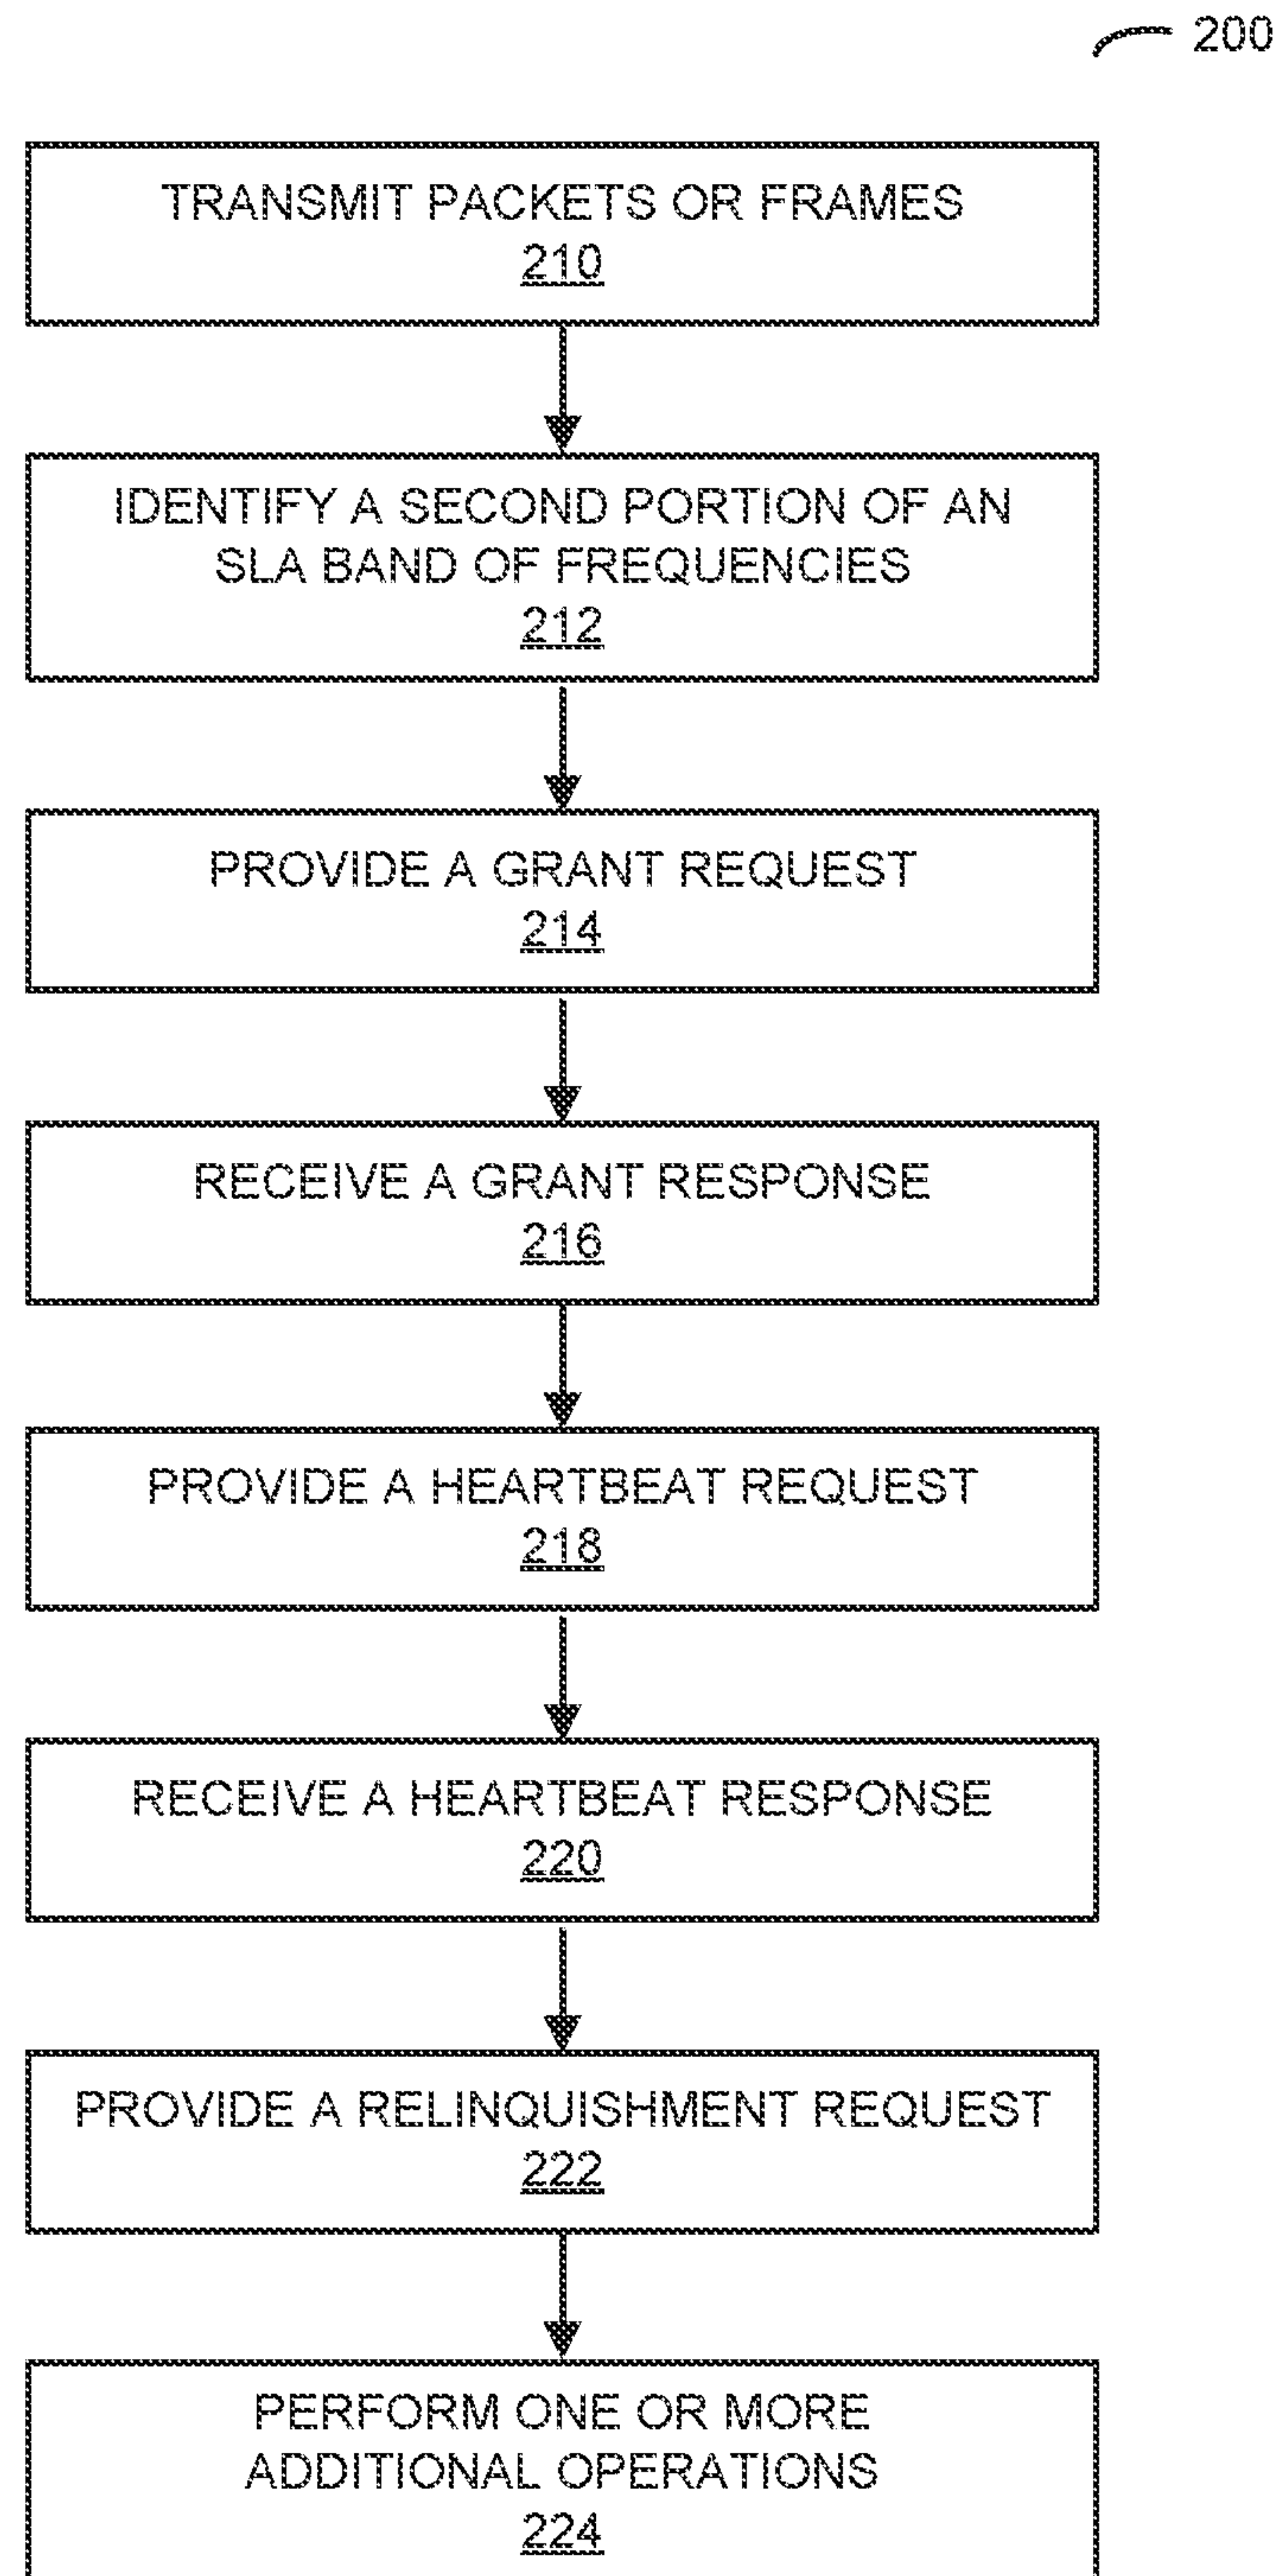 200
TRANSMIT PACKETS OR FRAMES
210
IDENTIFY A SECOND PORTION OF AN
SLA BAND OF FREQUENCIES
212
PROVIDE A GRANT REQUEST
214
RECEIVE A GRANT RESPONSE
216
PROVIDE A HEARTBEAT REQUEST
218
RECEIVE A HEARTBEAT RESPONSE
220
PROVIDE A RELINQUISHMENT REQUEST
222
PERFORM ONE OR MORE
ADDITIONAL OPERATIONS
224